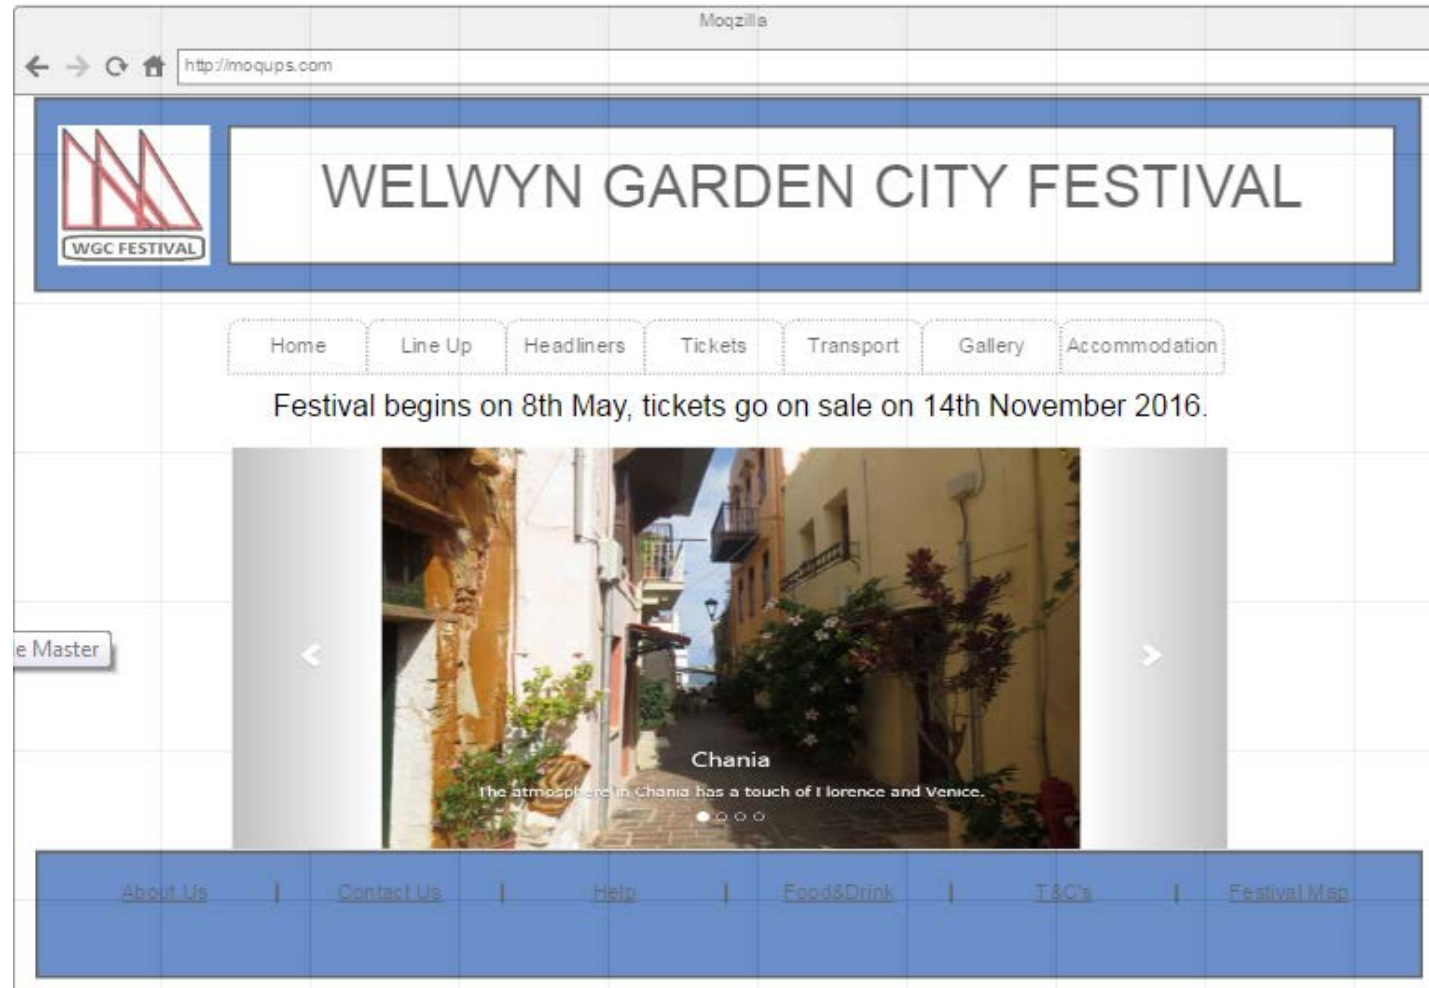 Moqzilla
http://moqups.com
WGC FESTIVAL
WELWYN GARDEN CITY FESTIVAL
Home Line Up Headliners Tickets Transport Gallery Accommodation
Festival begins on 8th May, tickets go on sale on 14th November 2016.
e Master
Chania
The atmosphere in Chania has a touch of Florence and Venice.
About Us | Contact Us | Help | Food&Drink | T&C's | Festival Map